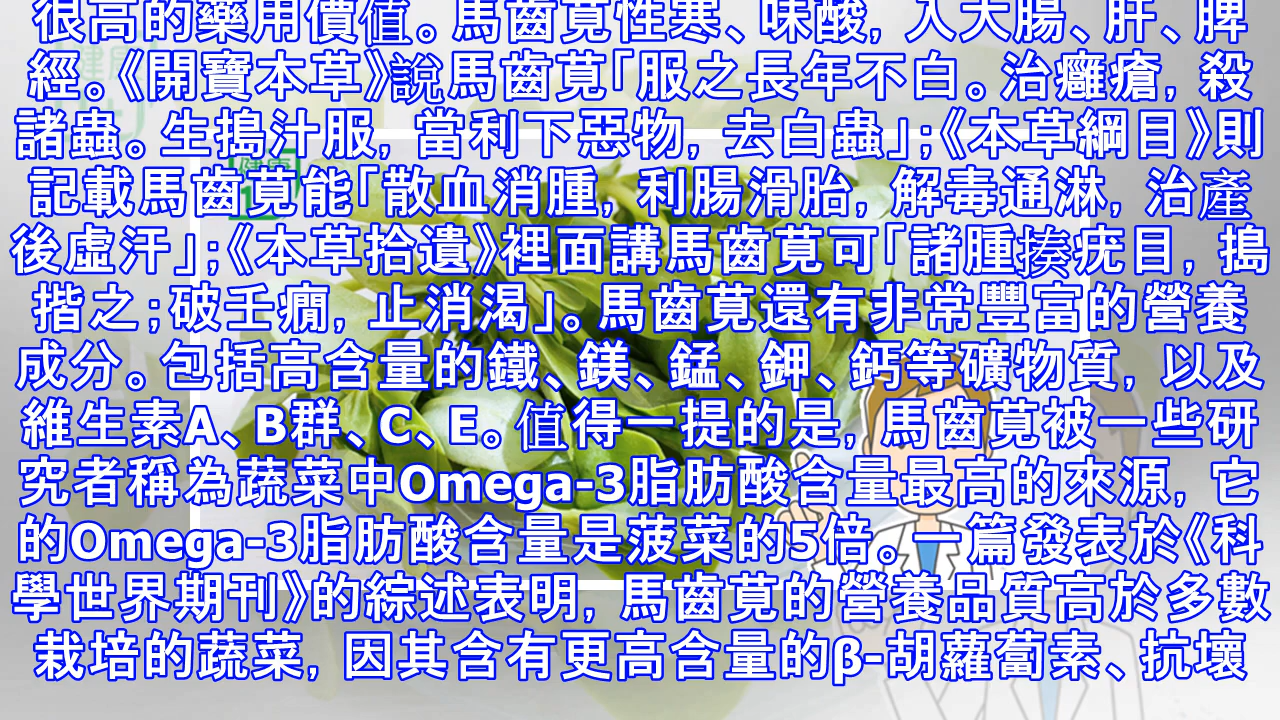 很高的藥用價值。馬齒莧性寒、味酸, 入大腸、肝、脾
經。《開寶本草》說馬齒莧「服之長年不白。治癰瘡, 殺
諸蟲。生搗汁服, 當利下惡物, 去白蟲」;《本草綱目》則
記載馬齒莧能「散血消腫, 利腸滑胎, 解毒通淋, 治產
後虛汗」;《本草拾遺》裡面講馬齒莧可「諸腫揍疣目, 搗
揩之;破壬癇, 止消渴」。馬齒莧還有非常豐富的營養
成分。包括高含量的鐵、鎂、錳、鉀、鈣等礦物質, 以及
維生素A、B群、C、E。值得一提的是, 馬齒莧被一些研
究者稱為蔬菜中Omega-3脂肪酸含量最高的來源, 它
的Omega-3脂肪酸含量是菠菜的5倍。一篇發表於《科
學世界期刊》的綜述表明, 馬齒莧的營養品質高於多數
栽培的蔬菜, 因其含有更高含量的β-胡蘿蔔素、抗壞
健康